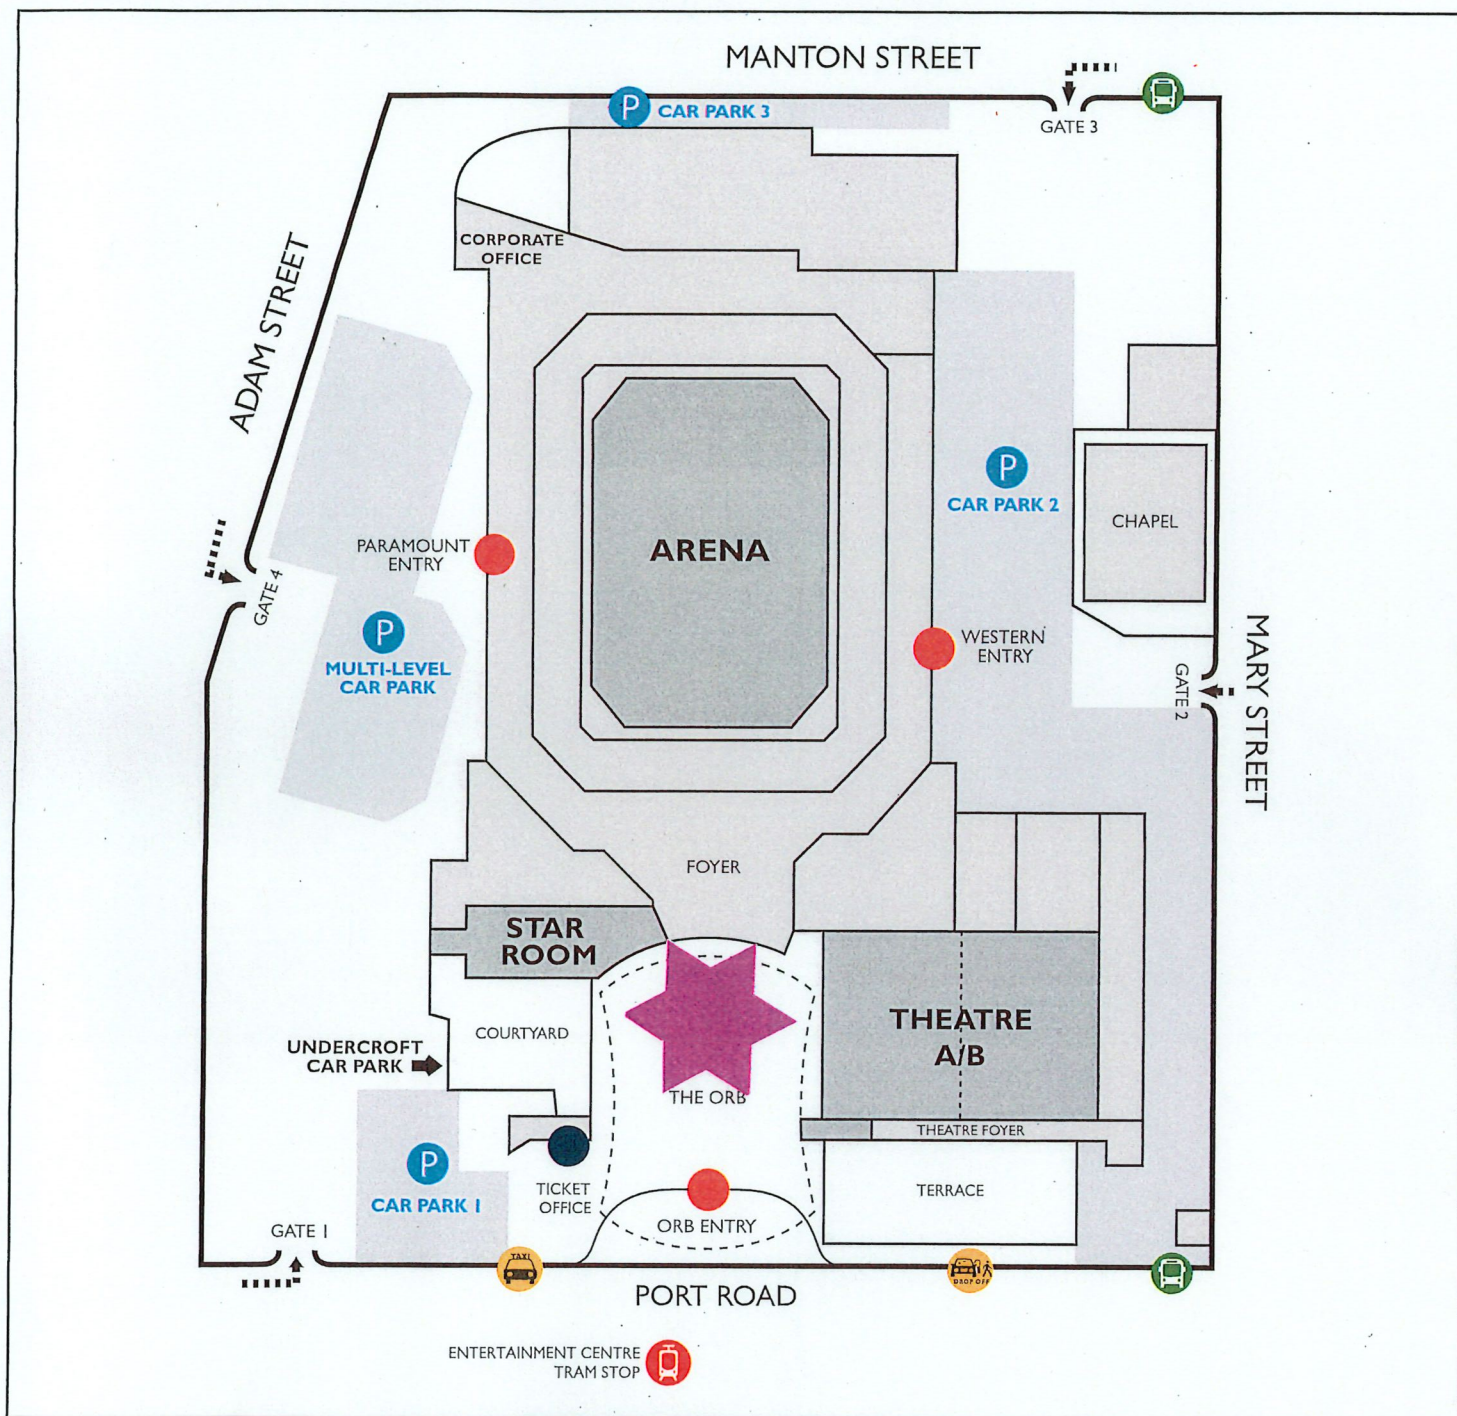 MANTON STREET
P
CAR PARK 3
GATE 3
CORPORATE
OFFICE
ADAM STREET
P
CAR PARK 2
CHAPEL
ARENA
PARAMOUNT
ENTRY
GATE 4
P
MULTI-LEVEL
CAR PARK
WESTERN
ENTRY
GATE 2
MARY STREET
FOYER
STAR
ROOM
THEATRE
A/B
COURTYARD
UNDERCROFT
CAR PARK
THE ORB
THEATRE FOYER
P
CAR PARK 1
TICKET
OFFICE
TERRACE
ORB ENTRY
GATE 1
TAXI
DROP OFF
PORT ROAD
ENTERTAINMENT CENTRE
TRAM STOP